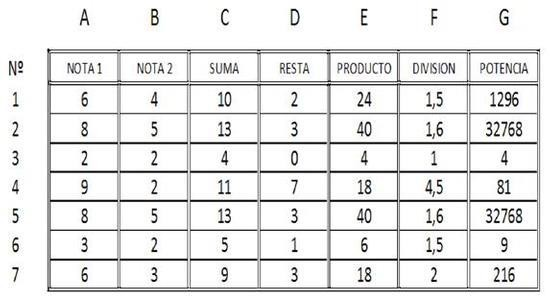 A B C D E F G
Nº NOTA 1 NOTA 2 SUMA RESTA PRODUCTO DIVISION POTENCIA
1 6 4 10 2 24 1,5 1296
2 8 5 13 3 40 1,6 32768
3 2 2 4 0 4 1 4
4 9 2 11 7 18 4,5 81
5 8 5 13 3 40 1,6 32768
6 3 2 5 1 6 1,5 9
7 6 3 9 3 18 2 216